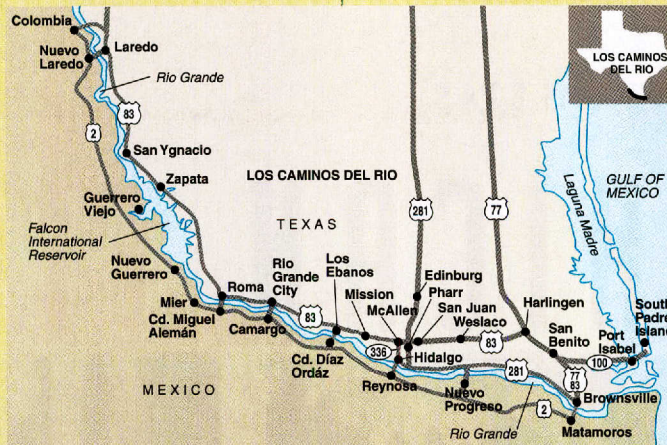 Colombia
Nuevo
Laredo
Laredo
Rio Grande
83
2
San Ygnacio
Zapata
Guerrero
Viejo
Falcon
International
Reservoir
Nuevo
Guerrero
Mier
Cd. Miguel
Alemán
Roma
Rio
Grande
City
Camargo
LOS CAMINOS DEL RIO
TEXAS
83
Los
Ebanos
Mission
McAllen
Cd. Díaz
Ordáz
336
Reynosa
Hidalgo
281
77
Edinburg
Pharr
San Juan
Weslaco
83
Harlingen
San
Benito
Port
Isabel
South
Padre
Island
100
281
77
83
Nuevo
Progreso
Brownsville
2
Matamoros
Rio Grande
MEXICO
Laguna Madre
GULF OF
MEXICO
LOS CAMINOS
DEL RIO